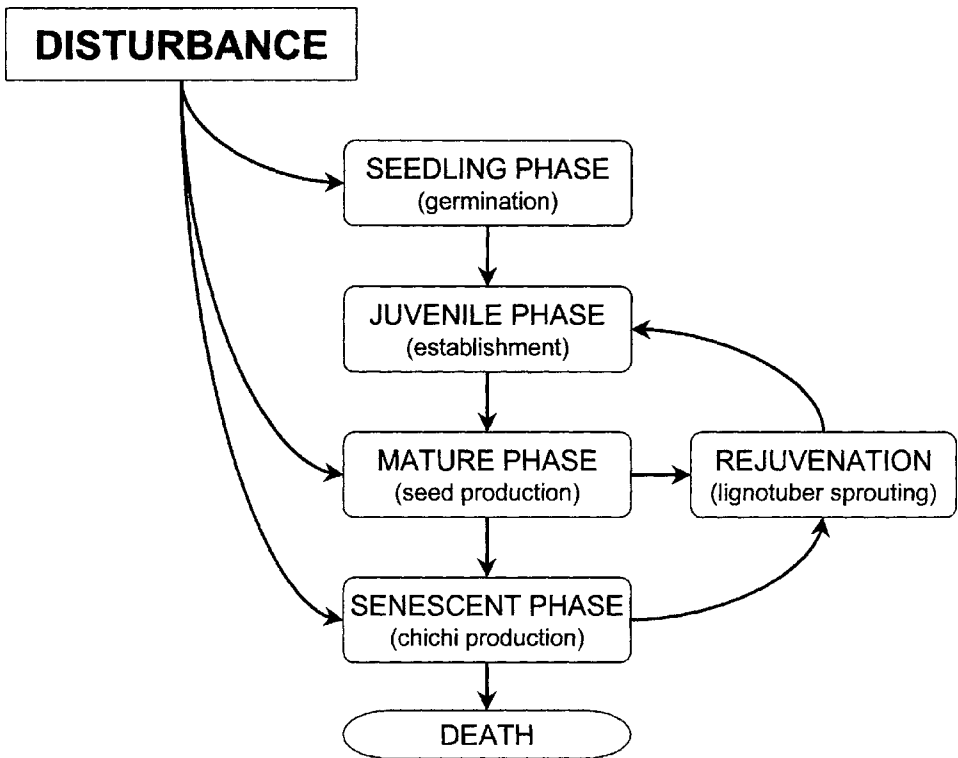 DISTURBANCE
SEEDLING PHASE
(germination)
JUVENILE PHASE
(establishment)
MATURE PHASE
(seed production)
REJUVENATION
(lignotuber sprouting)
SENESCENT PHASE
(chichi production)
DEATH